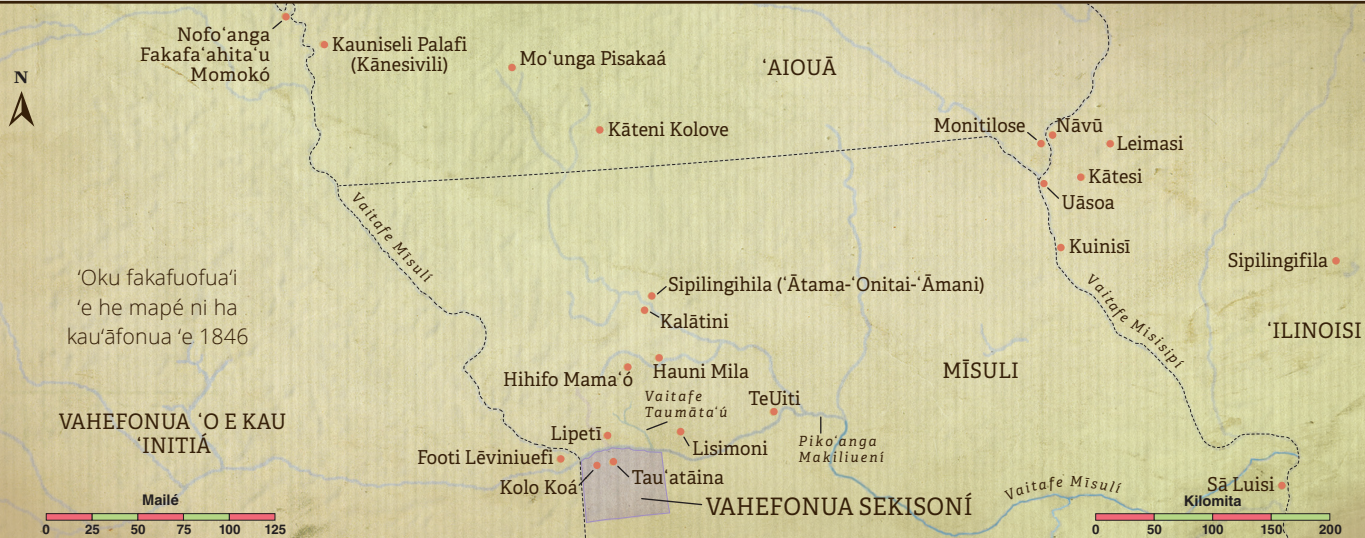 Nofoʻanga
Fakafaʻahitaʻu
Momokó
Kauniseli Palafi
(Kānesivili)
Moʻunga Pisakaá
ʻAIOUĀ
N
Kāteni Kolove
Monitilose
Nāvū
Leimasi
Kātesi
Uāsoa
Vaitafe Mīsulí
Kuinisī
Sipilingifila
ʻOku fakafuofuaʻi
ʻe he mapé ni ha
kauʻāfonua ʻe 1846
Sipilingihila (ʻĀtama-ʻOnitai-ʻĀmani)
Kalātini
Vaitafe Misisipí
ʻILINOISI
Hauni Mila
Hihifo Mamaʻó
MĪSULI
Vaitafe
Taumātaʻú
TeUiti
VAHEFONUA ʻO E KAU
ʻINITIÁ
Lipetī
Lisimoni
Pikoʻanga
Makiliuení
Footi Lēviniuefi
Kolo Koá
Tauʻatāina
VAHEFONUA SEKISONÍ
Vaitafe Mīsulí
Sā Luisi
Mailé
0 25 50 75 100 125
Kilomita
0 50 100 150 200